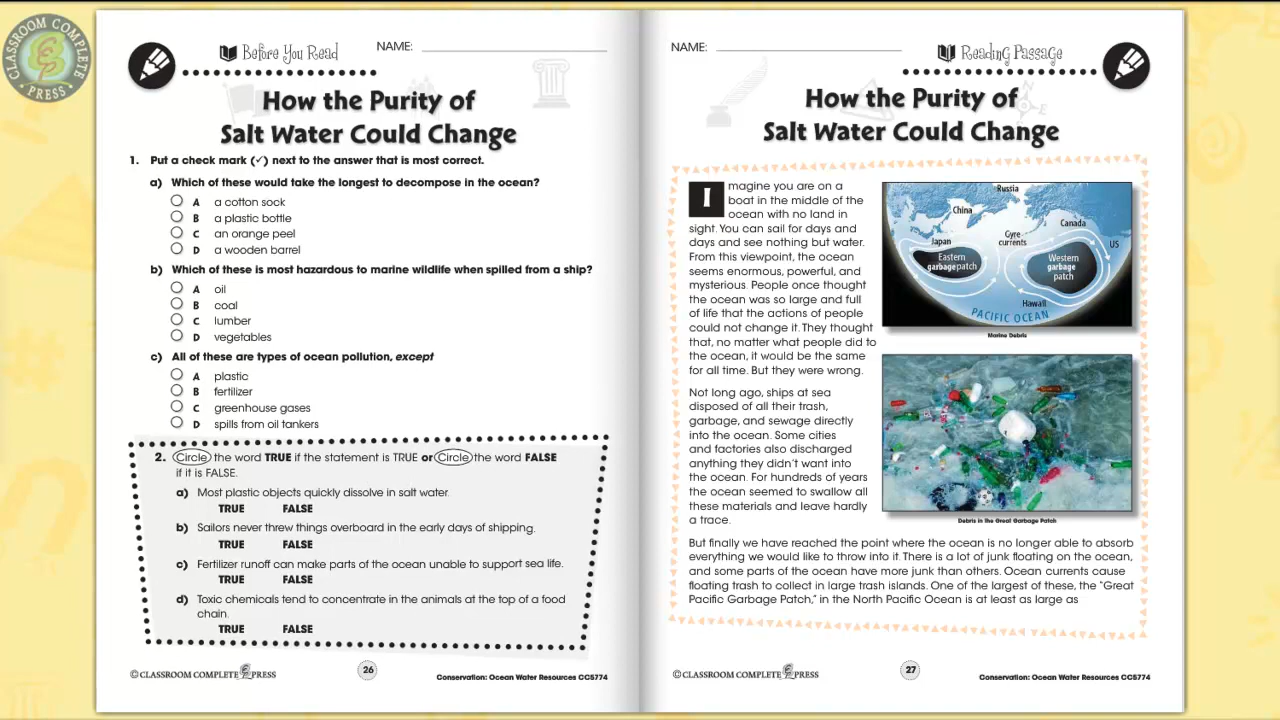 CLASSROOM COMPLETE
PRESS
Before You Read
NAME:
How the Purity of
Salt Water Could Change
1. Put a check mark (✓) next to the answer that is most correct.
a) Which of these would take the longest to decompose in the ocean?
A a cotton sock
B a plastic bottle
C an orange peel
D a wooden barrel
b) Which of these is most hazardous to marine wildlife when spilled from a ship?
A oil
B coal
C lumber
D vegetables
c) All of these are types of ocean pollution, except
A plastic
B fertilizer
C greenhouse gases
D spills from oil tankers
2. Circle the word TRUE if the statement is TRUE or Circle the word FALSE
if it is FALSE.
a) Most plastic objects quickly dissolve in salt water.
TRUE FALSE
b) Sailors never threw things overboard in the early days of shipping.
TRUE FALSE
c) Fertilizer runoff can make parts of the ocean unable to support sea life.
TRUE FALSE
d) Toxic chemicals tend to concentrate in the animals at the top of a food
chain.
TRUE FALSE
© CLASSROOM COMPLETE PRESS
26
Conservation: Ocean Water Resources CC5774
NAME:
Reading Passage
How the Purity of
Salt Water Could Change
Imagine you are on a
boat in the middle of the
ocean with no land in
sight. You can sail for days and
days and see nothing but water.
From this viewpoint, the ocean
seems enormous, powerful, and
mysterious. People once thought
the ocean was so large and full
of life that the actions of people
could not change it. They thought
that, no matter what people did to
the ocean, it would be the same
for all time. But they were wrong.
Russia
China
Canada
Japan
Gyre
currents
US
Eastern
garbage patch
Western
garbage
patch
Hawaii
PACIFIC OCEAN
Marine Debris
Not long ago, ships at sea
disposed of all their trash,
garbage, and sewage directly
into the ocean. Some cities
and factories also discharged
anything they didn't want into
the ocean. For hundreds of years
the ocean seemed to swallow all
these materials and leave hardly
a trace.
Debris in the Great Garbage Patch
But finally we have reached the point where the ocean is no longer able to absorb
everything we would like to throw into it. There is a lot of junk floating on the ocean,
and some parts of the ocean have more junk than others. Ocean currents cause
floating trash to collect in large trash islands. One of the largest of these, the "Great
Pacific Garbage Patch," in the North Pacific Ocean is at least as large as
© CLASSROOM COMPLETE PRESS
27
Conservation: Ocean Water Resources CC5774